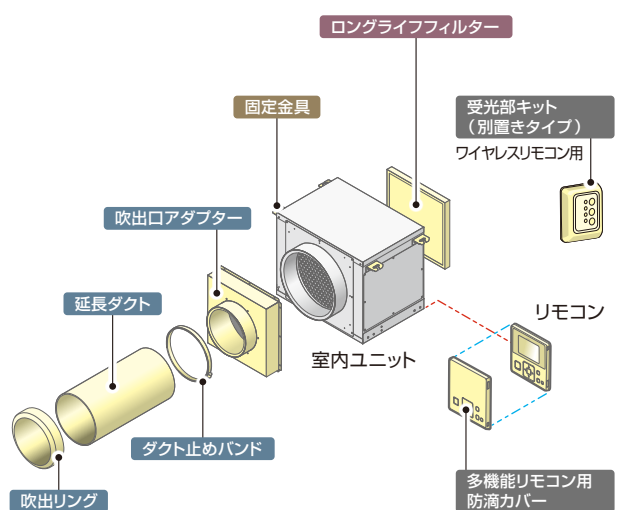 ロングライフフィルター
固定金具
受光部キット
（別置きタイプ）
ワイヤレスリモコン用
吹出口アダプター
延長ダクト
リモコン
室内ユニット
ダクト止めバンド
多機能リモコン用
防滴カバー
吹出リング